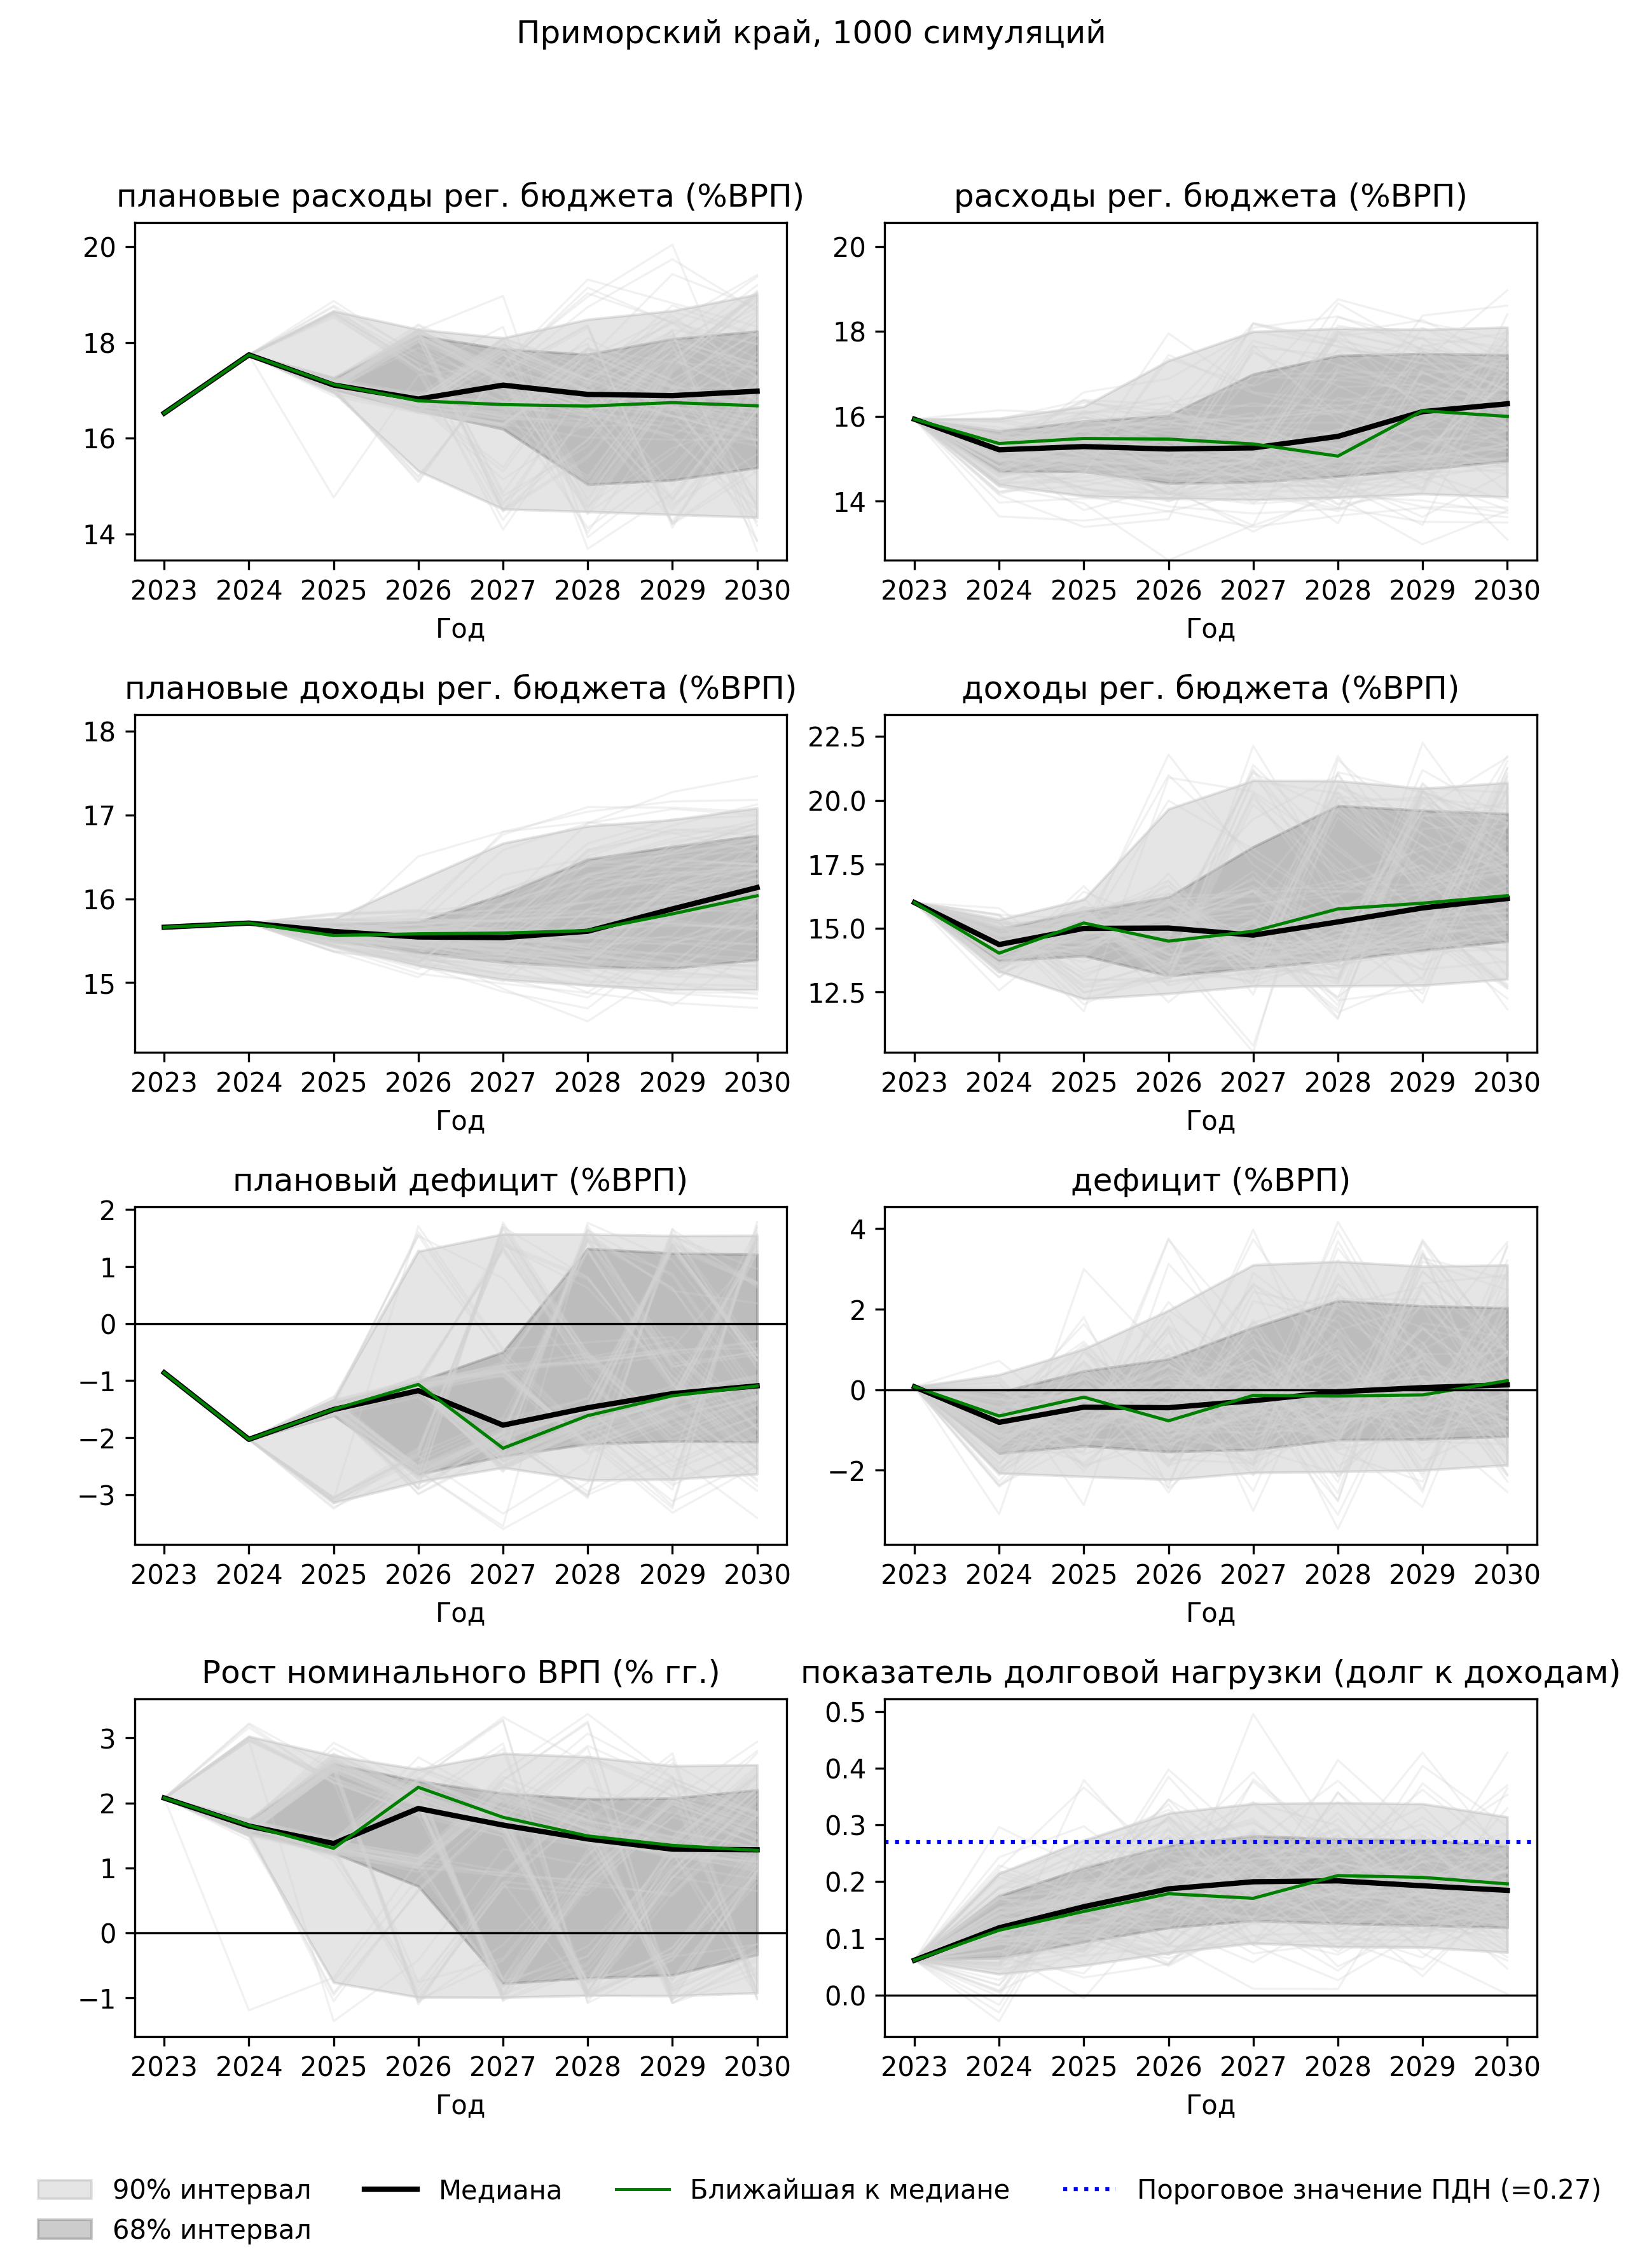 Приморский край, 1000 симуляций
плановые расходы рег. бюджета (%ВРП)
20
18
16
14
2023 2024 2025 2026 2027 2028 2029 2030
Год
расходы рег. бюджета (%ВРП)
20
18
16
14
2023 2024 2025 2026 2027 2028 2029 2030
Год
плановые доходы рег. бюджета (%ВРП)
18
17
16
15
2023 2024 2025 2026 2027 2028 2029 2030
Год
доходы рег. бюджета (%ВРП)
22.5
20.0
17.5
15.0
12.5
2023 2024 2025 2026 2027 2028 2029 2030
Год
плановый дефицит (%ВРП)
2
1
0
−1
−2
−3
2023 2024 2025 2026 2027 2028 2029 2030
Год
дефицит (%ВРП)
4
2
0
−2
2023 2024 2025 2026 2027 2028 2029 2030
Год
Рост номинального ВРП (% гг.)
3
2
1
0
−1
2023 2024 2025 2026 2027 2028 2029 2030
Год
показатель долговой нагрузки (долг к доходам)
0.5
0.4
0.3
0.2
0.1
0.0
2023 2024 2025 2026 2027 2028 2029 2030
Год
90% интервал
68% интервал
Медиана
Ближайшая к медиане
Пороговое значение ПДН (=0.27)